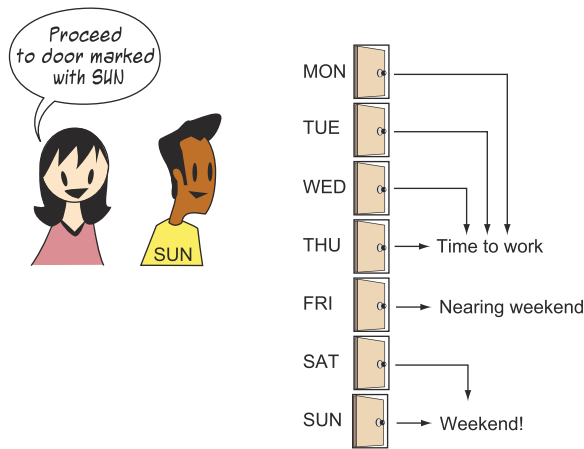 Proceed
to door marked
with SUN
SUN
MON
TUE
WED
THU
Time to work
FRI
Nearing weekend
SAT
SUN
Weekend!